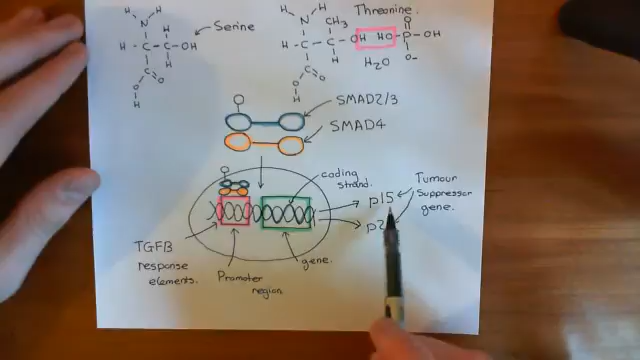 Serine
Threonine.
H H
N
H
H - C - C - OH
H
C
O
O
H
H H
N
CH3
H - C - C - OH HO - P - OH
O
H
O-
C
O
O
H
H2O
SMAD2/3
SMAD4
coding
strand.
p15
Tumour
Suppressor
gene.
TGFB
response
elements.
Promoter
region
gene.